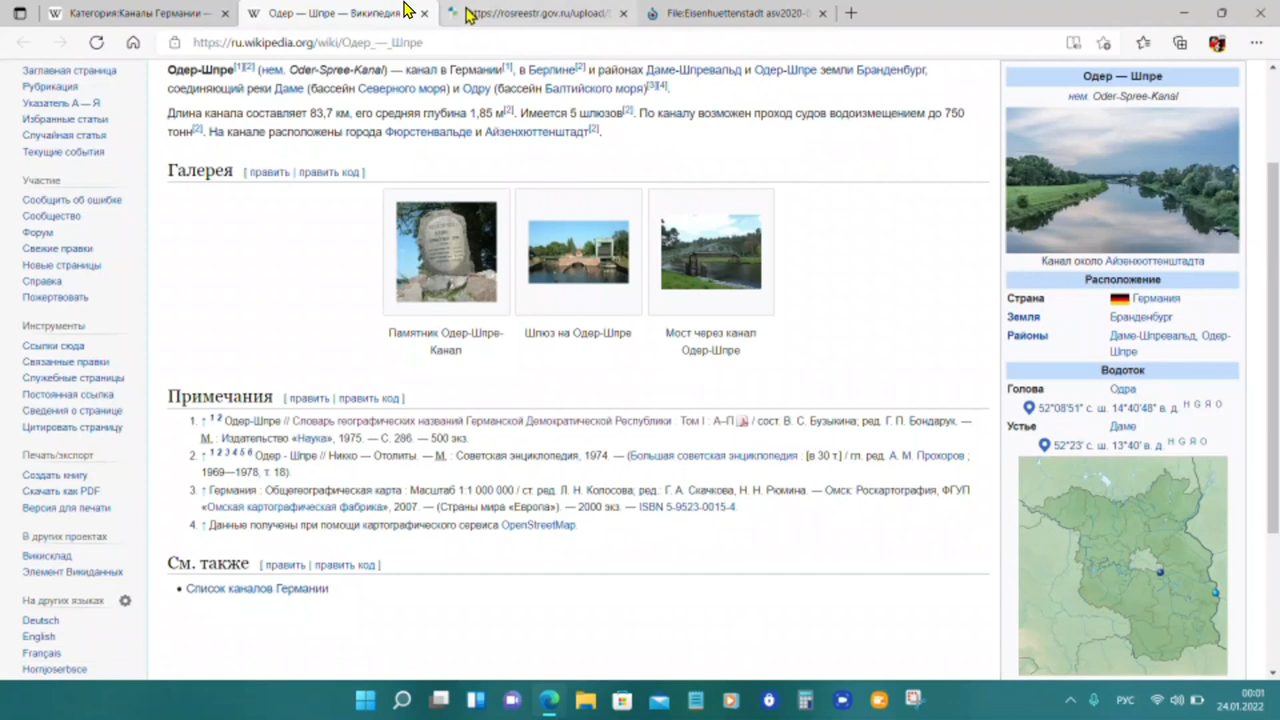 Категория:Каналы Германии —
Одер — Шпре — Википедия
https://rosreestr.gov.ru/upload/
File:Eisenhuettenstadt asv2020-
https://ru.wikipedia.org/wiki/Одер_—_Шпре
Заглавная страница
Рубрикация
Указатель А — Я
Избранные статьи
Случайная статья
Текущие события
Участие
Сообщить об ошибке
Сообщество
Форум
Свежие правки
Новые страницы
Справка
Пожертвовать
Инструменты
Ссылки сюда
Связанные правки
Служебные страницы
Постоянная ссылка
Сведения о странице
Цитировать страницу
Печать/экспорт
Создать книгу
Скачать как PDF
Версия для печати
В других проектах
Викисклад
Элемент Викиданных
На других языках
Deutsch
English
Français
Hornjoserbsce
Одер-Шпре[1][2] (нем. Oder-Spree-Kanal) — канал в Германии[1], в Берлине[2] и районах Даме-Шпревальд и Одер-Шпре земли Бранденбург,
соединяющий реки Даме (бассейн Северного моря) и Одру (бассейн Балтийского моря)[3][4].
Длина канала составляет 83,7 км, его средняя глубина 1,85 м[2]. Имеется 5 шлюзов[2]. По каналу возможен проход судов водоизмещением до 750
тонн[2]. На канале расположены города Фюрстенвальде и Айзенхюттенштадт[2].
Галерея [ править | править код ]
Памятник Одер-Шпре-
Канал
Шлюз на Одер-Шпре
Мост через канал
Одер-Шпре
Примечания [ править | править код ]
1. ↑ 1 2 Одер-Шпре // Словарь географических названий Германской Демократической Республики : Том I : А–П / сост. В. С. Бузыкина; ред. Г. П. Бондарук. —
М. : Издательство «Наука», 1975. — С. 286. — 500 экз.
2. ↑ 1 2 3 4 5 6 Одер - Шпре // Никко — Отолиты. — М. : Советская энциклопедия, 1974. — (Большая советская энциклопедия : [в 30 т.] / гл. ред. А. М. Прохоров ;
1969—1978, т. 18).
3. ↑ Германия : Общегеографическая карта : Масштаб 1:1 000 000 / ст. ред. Л. Н. Колосова, ред.: Г. А. Скачкова, Н. Н. Рюмина. — Омск: Роскартография, ФГУП
«Омская картографическая фабрика», 2007. — (Страны мира «Европа»). — 2000 экз. — ISBN 5-9523-0015-4.
4. ↑ Данные получены при помощи картографического сервиса OpenStreetMap.
См. также [ править | править код ]
• Список каналов Германии
Одер — Шпре
нем. Oder-Spree-Kanal
Канал около Айзенхюттенштадта
Расположение
Страна Германия
Земля Бранденбург
Районы Даме-Шпревальд, Одер-
Шпре
Водоток
Голова Одра
52°08′51″ с. ш. 14°40′48″ в. д. H G Я O
Устье Даме
52°23′ с. ш. 13°40′ в. д. H G Я O
РУС
00:01
24.01.2022